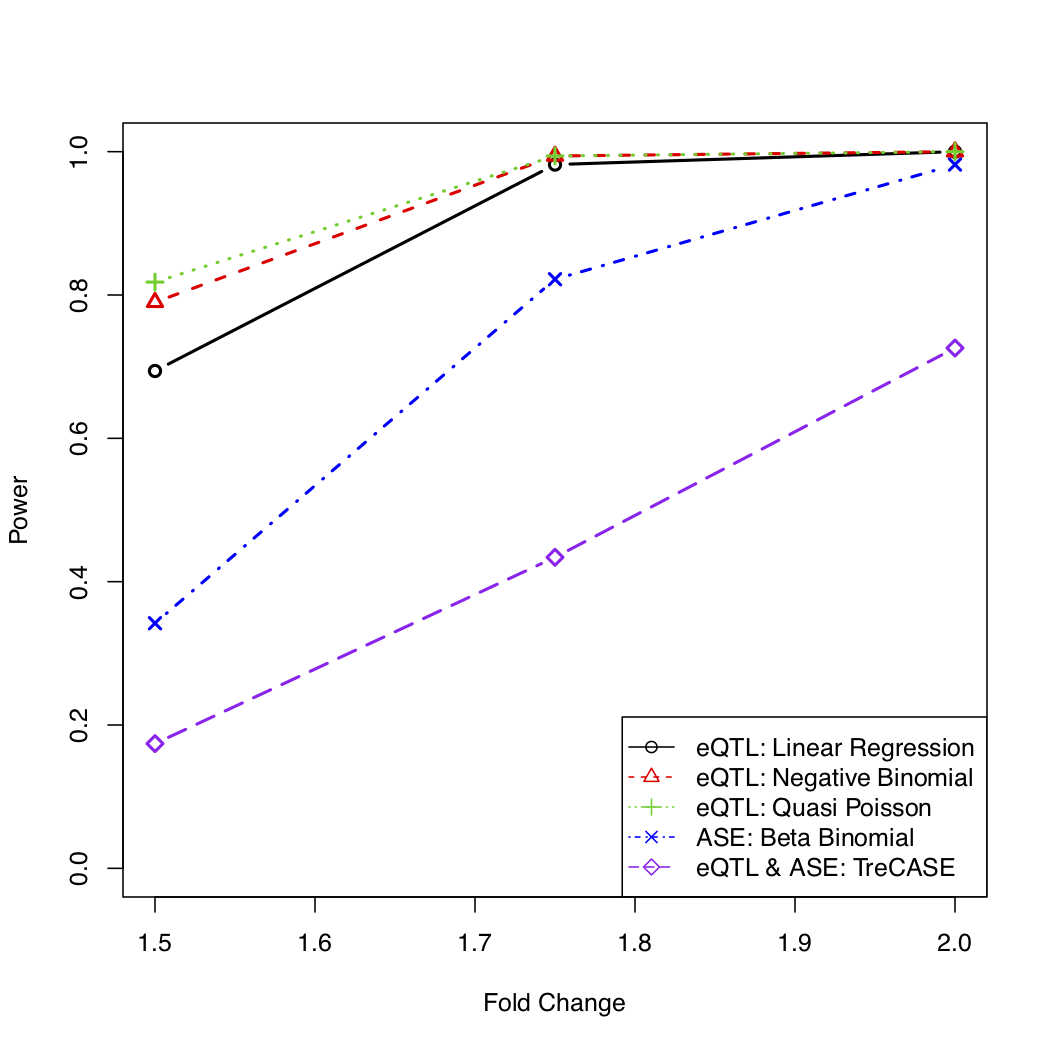 1.0
0.8
0.6
0.4
0.2
0.0
Power
eQTL: Linear Regression
eQTL: Negative Binomial
eQTL: Quasi Poisson
ASE: Beta Binomial
eQTL & ASE: TreCASE
1.5 1.6 1.7 1.8 1.9 2.0
Fold Change